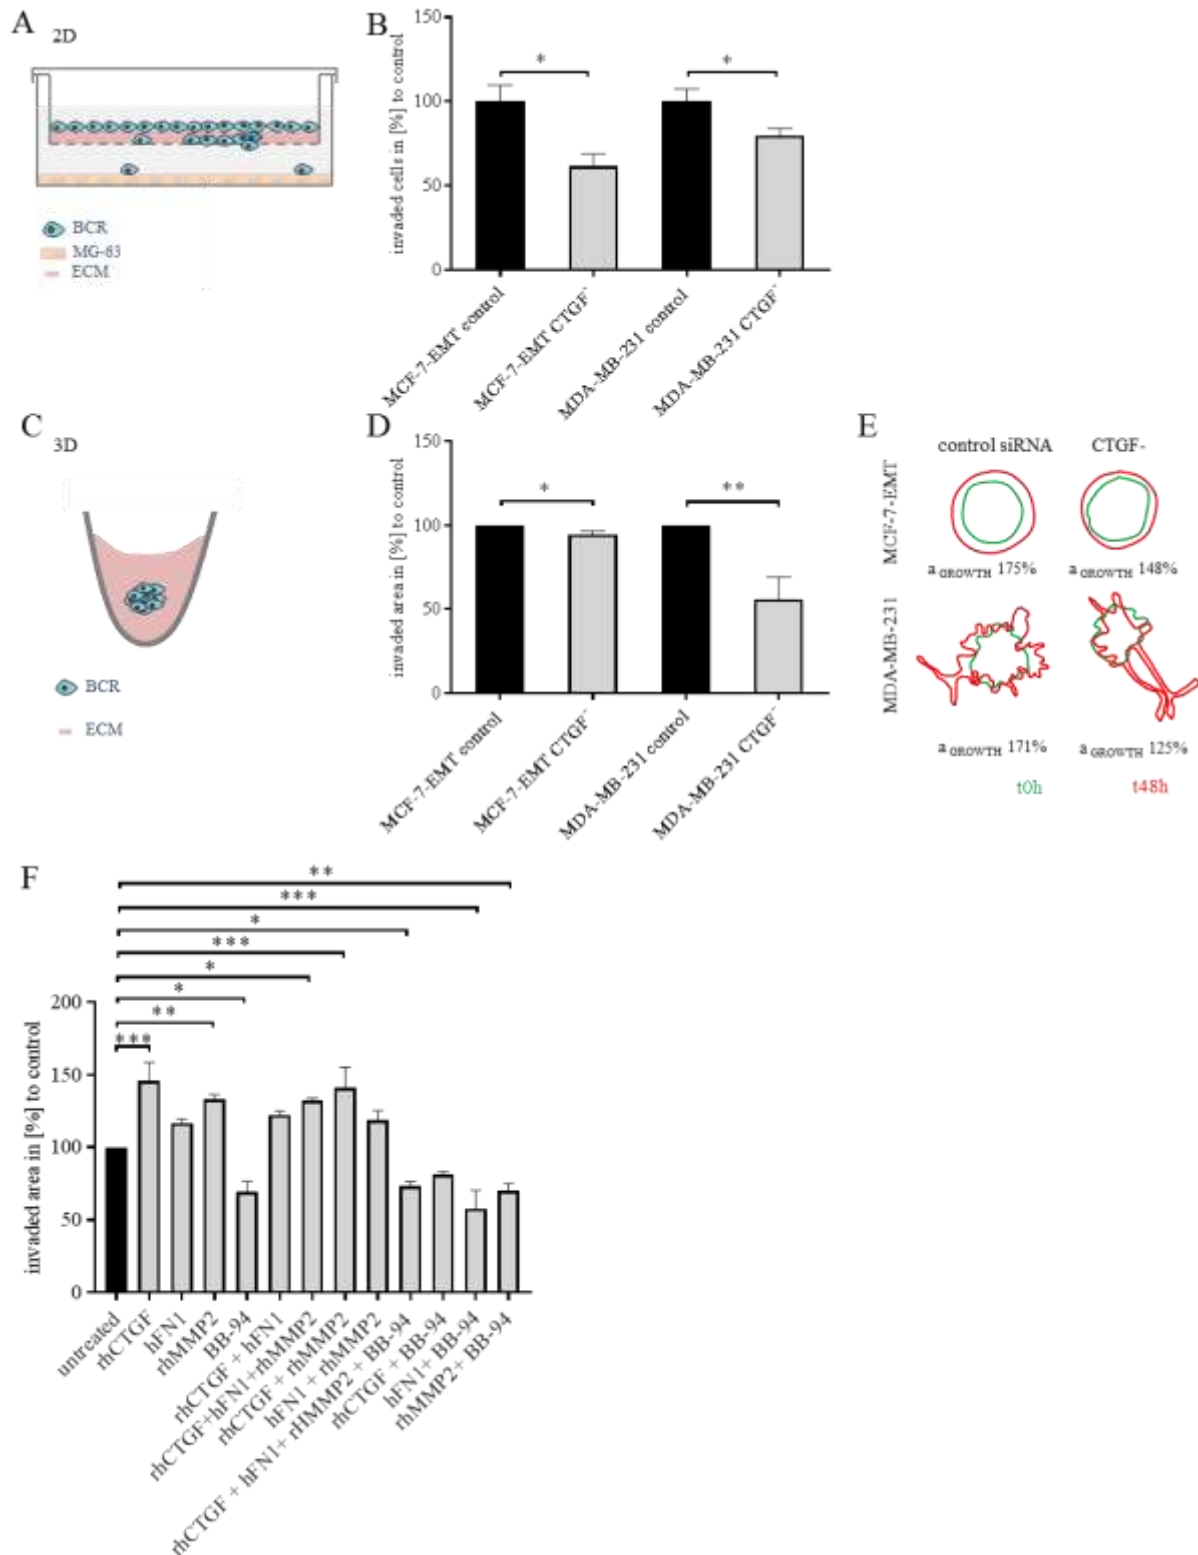 A
2D
BCR
MG-63
ECM
B
150
100
50
0
invaded cells in [%] to control
*
*
MCF-7-EMT control
MCF-7-EMT CTGF-
MDA-MB-231 control
MDA-MB-231 CTGF-
C
3D
BCR
ECM
D
150
100
50
0
invaded area in [%] to control
*
**
MCF-7-EMT control
MCF-7-EMT CTGF-
MDA-MB-231 control
MDA-MB-231 CTGF-
E
control siRNA
CTGF-
MCF-7-EMT
a GROWTH 175%
a GROWTH 148%
MDA-MB-231
a GROWTH 171%
a GROWTH 125%
t0h
t48h
F
**
***
*
***
*
*
**
***
200
150
100
50
0
invaded area in [%] to control
untreated
rhCTGF
hFN1
rhMMP2
BB-94
rhCTGF + hFN1
rhCTGF+hFN1+rhMMP2
rhCTGF + rhMMP2
hFN1 + rhMMP2
rhCTGF + hFN1+ rHMMP2 + BB-94
rhCTGF + BB-94
hFN1+ BB-94
rhMMP2+ BB-94